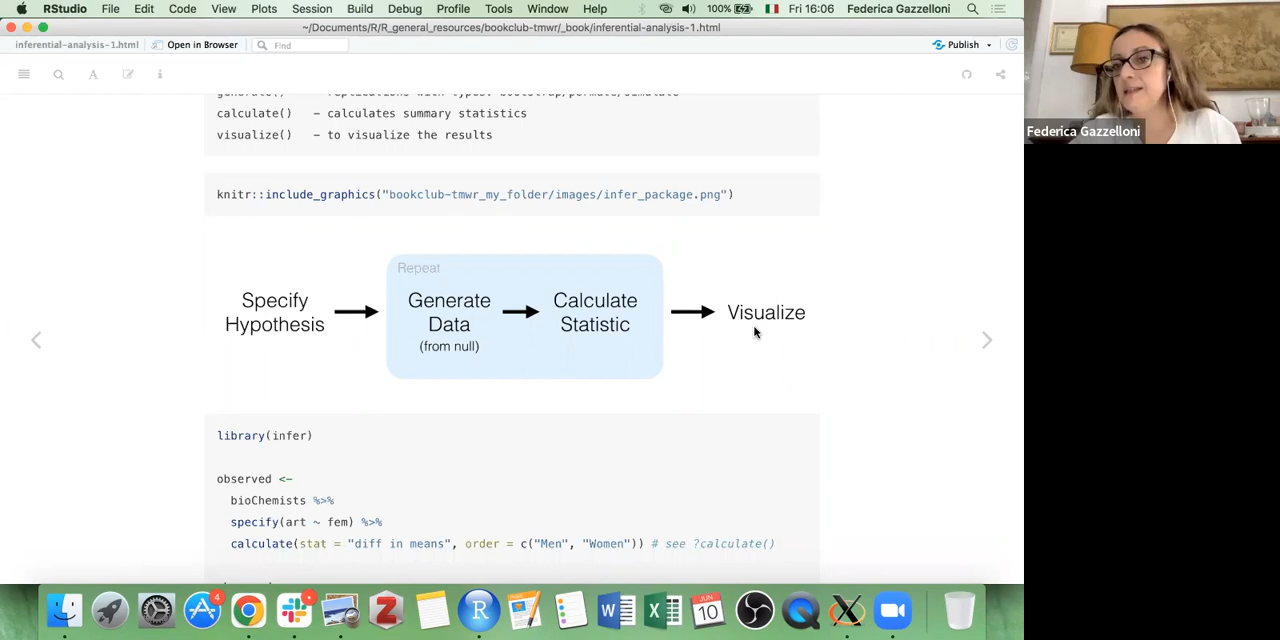 RStudio File Edit Code View Plots Session Build Debug Profile Tools Window Help 100% Fri 16:06 Federica Gazzelloni
~/Documents/R/R_general_resources/bookclub-tmwr/_book/inferential-analysis-1.html
inferential-analysis-1.html Open in Browser Find Publish
Federica Gazzelloni
calculate() - calculates summary statistics
visualize() - to visualize the results
knitr::include_graphics("bookclub-tmwr_my_folder/images/infer_package.png")
Repeat
Specify
Hypothesis
Generate
Data
(from null)
Calculate
Statistic
Visualize
library(infer)
observed <-
bioChemists %>%
specify(art ~ fem) %>%
calculate(stat = "diff in means", order = c("Men", "Women")) # see ?calculate()
4
JUN
10